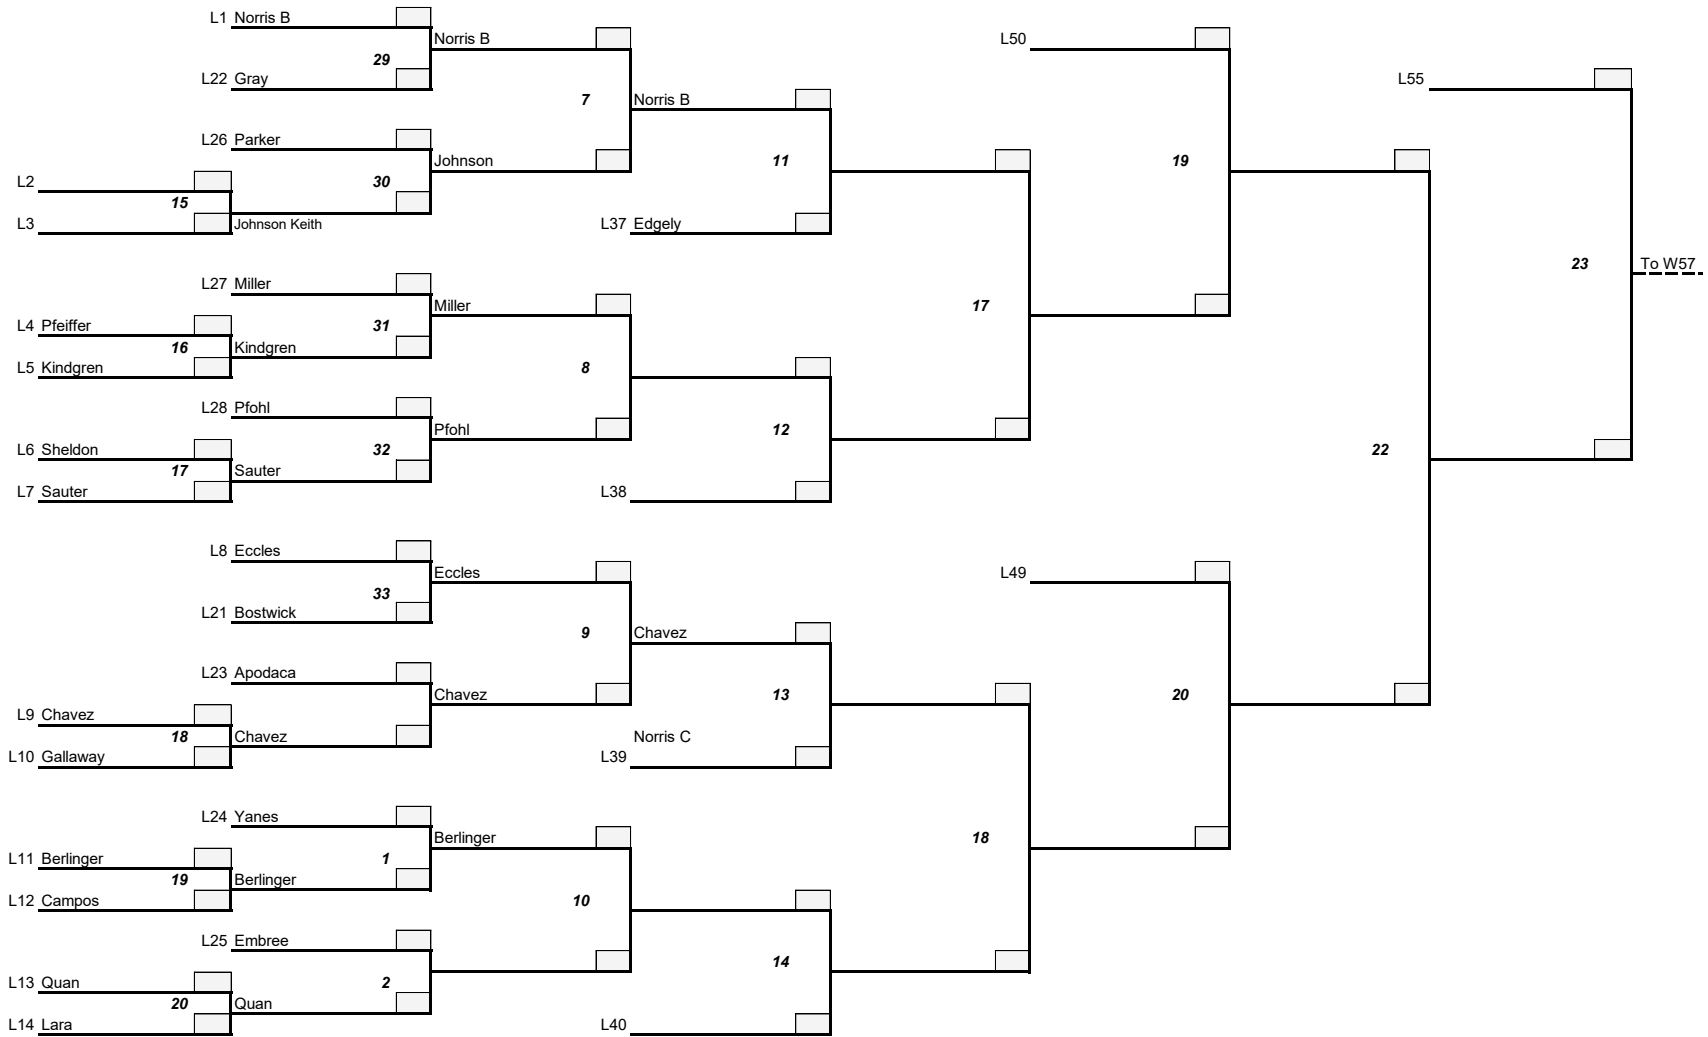 L1 Norris B
Norris B
L50
29
L55
L22 Gray
7
Norris B
L26 Parker
Johnson
11
19
L2
30
15
L3
Johnson Keith
L37 Edgely
23
To W57
L27 Miller
Miller
17
L4 Pfeiffer
31
16
Kindgren
L5 Kindgren
8
L28 Pfohl
Pfohl
12
L6 Sheldon
32
22
17
Sauter
L7 Sauter
L38
L8 Eccles
Eccles
L49
33
L21 Bostwick
9
Chavez
L23 Apodaca
Chavez
13
20
L9 Chavez
18
Chavez
Norris C
L10 Gallaway
L39
L24 Yanes
Berlinger
18
L11 Berlinger
1
19
Berlinger
L12 Campos
10
L25 Embree
14
L13 Quan
2
20
Quan
L14 Lara
L40